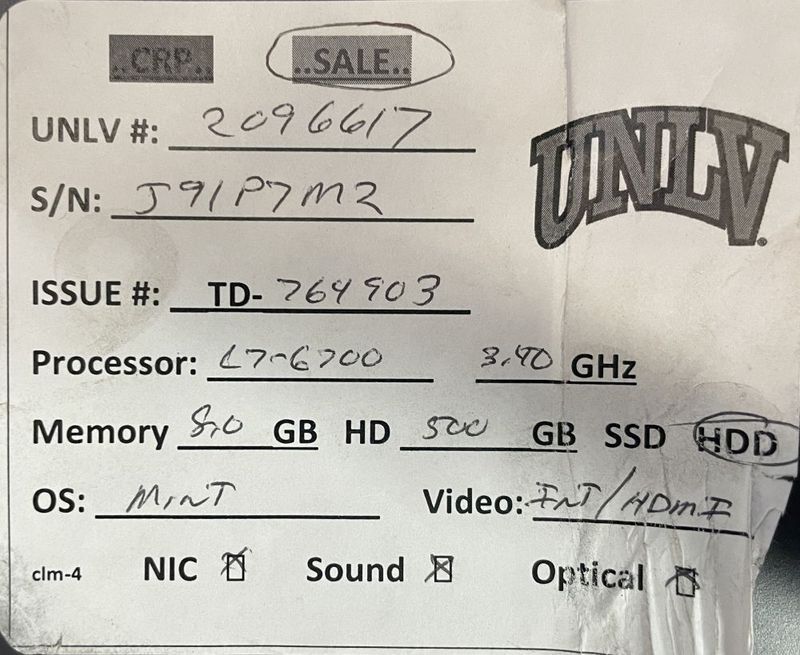 ..CRP.. ..SALE..
UNLV #: 2096617
UNLV
S/N: J91P7M2
ISSUE #: TD-764903
Processor: i7-6700 3.40 GHz
Memory 8.0 GB HD 500 GB SSD HDD
OS: MINT Video: INT/HDMI
clm-4 NIC Sound Optical